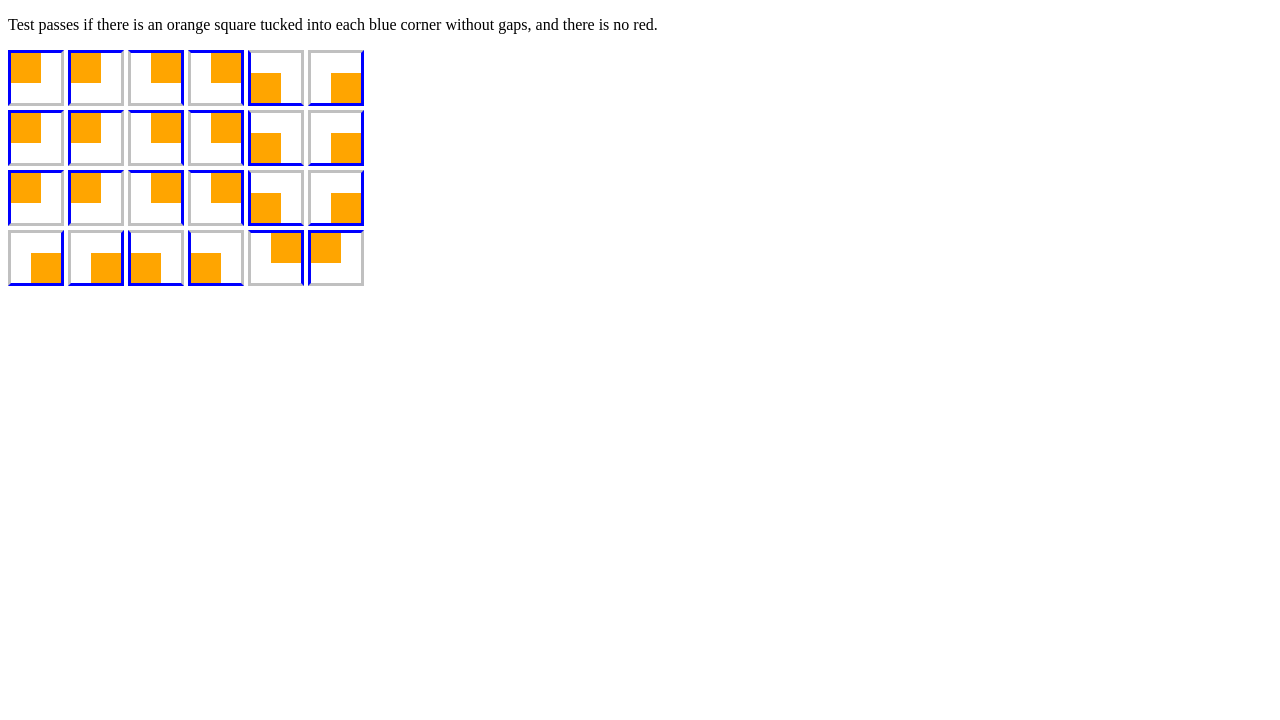 Test passes if there is an orange square tucked into each blue corner without gaps, and there is no red.